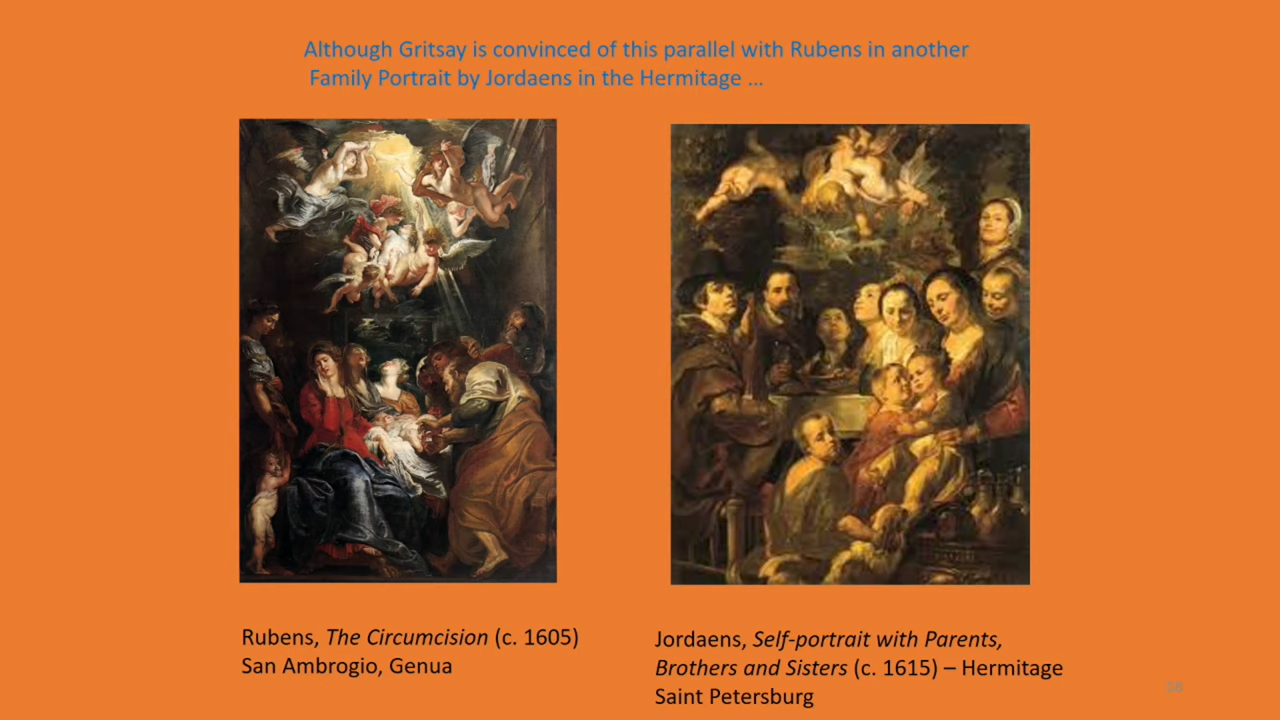 Although Gritsay is convinced of this parallel with Rubens in another
Family Portrait by Jordaens in the Hermitage ...
Rubens, The Circumcision (c. 1605)
San Ambrogio, Genua
Jordaens, Self-portrait with Parents,
Brothers and Sisters (c. 1615) – Hermitage
Saint Petersburg